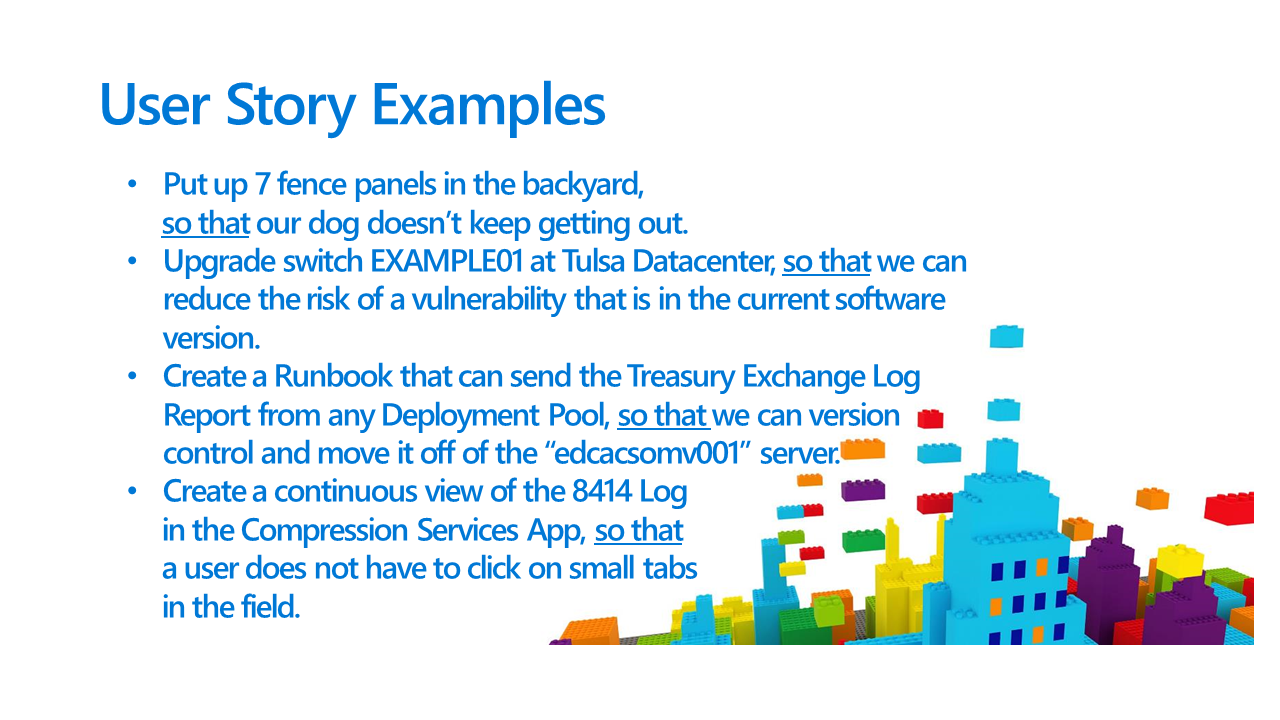 User Story Examples
• Put up 7 fence panels in the backyard,
so that our dog doesn’t keep getting out.
• Upgrade switch EXAMPLE01 at Tulsa Datacenter, so that we can
reduce the risk of a vulnerability that is in the current software
version.
• Create a Runbook that can send the Treasury Exchange Log
Report from any Deployment Pool, so that we can version
control and move it off of the “edcacsomv001” server.
• Create a continuous view of the 8414 Log
in the Compression Services App, so that
a user does not have to click on small tabs
in the field.